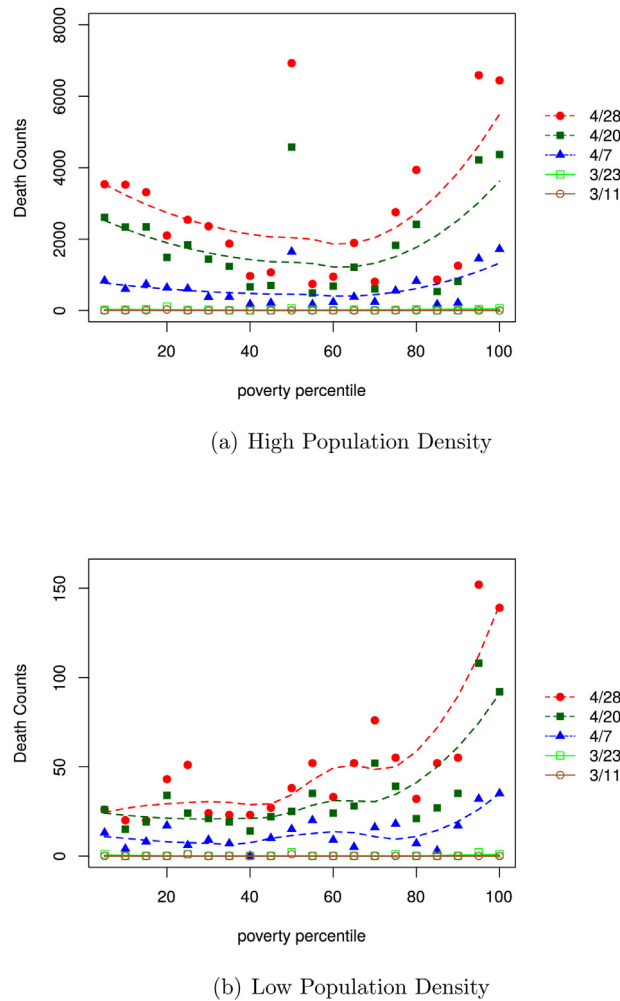 8000
6000
4000
2000
0
Death Counts
20 40 60 80 100
poverty percentile
4/28
4/20
4/7
3/23
3/11
(a) High Population Density
150
100
50
0
Death Counts
20 40 60 80 100
poverty percentile
4/28
4/20
4/7
3/23
3/11
(b) Low Population Density